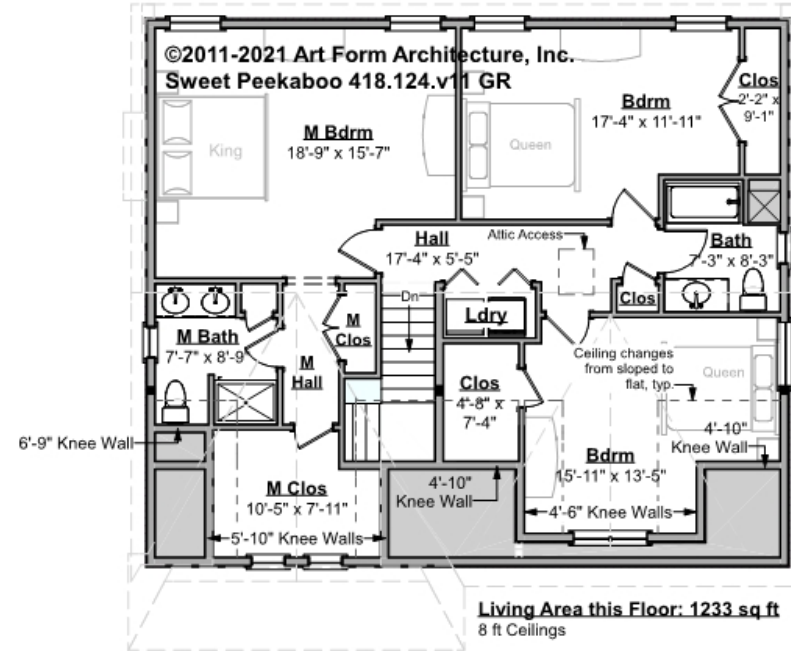 ©2011-2021 Art Form Architecture, Inc.
Sweet Peekaboo 418.124.v11 GR
M Bdrm
18'-9" x 15'-7"
King
Bdrm
17'-4" x 11'-11"
Queen
Clos
2'-2" x
9'-1"
Hall
17'-4" x 5'-5"
Attic Access
Bath
7'-3" x 8'-3"
Dn
Ldry
Clos
M Bath
7'-7" x 8'-9
M
Clos
M
Hall
Clos
4'-8" x
7'-4"
Ceiling changes
from sloped to
flat, typ.
Queen
6'-9" Knee Wall
4'-10"
Knee Wall
Bdrm
15'-11" x 13'-5"
M Clos
10'-5" x 7'-11"
4'-10"
Knee Wall
4'-6" Knee Walls
5'-10" Knee Walls
Living Area this Floor: 1233 sq ft
8 ft Ceilings